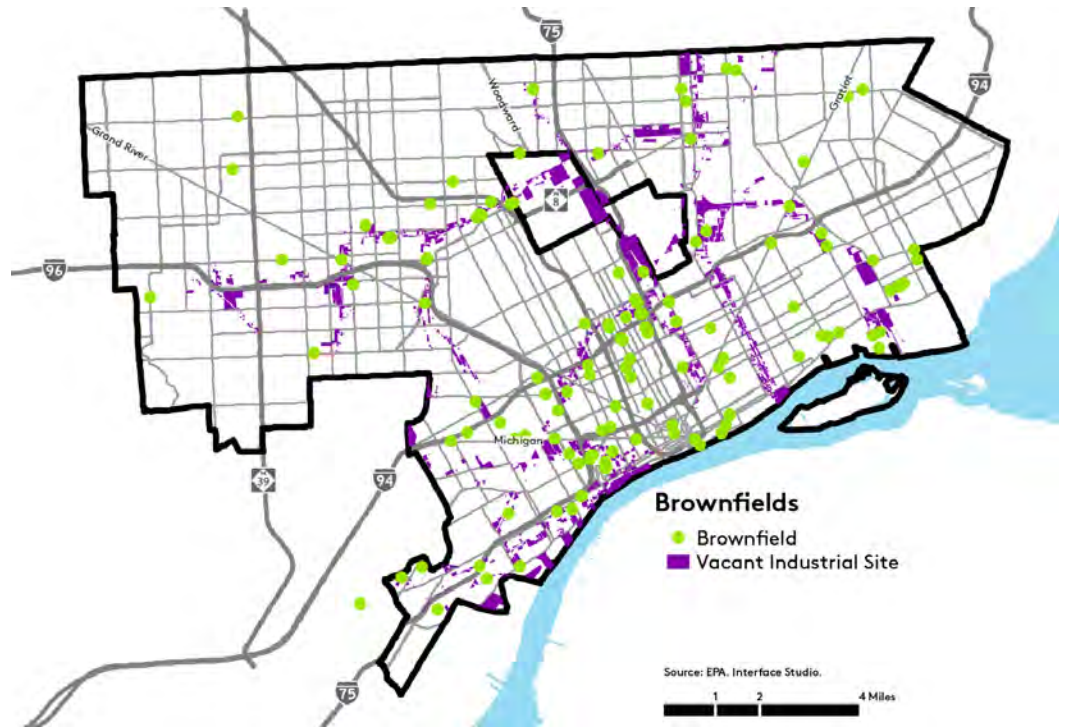 75
94
Woodward
Gratiot
Grand River
M
8
96
Michigan
M
39
94
75
Brownfields
Brownfield
Vacant Industrial Site
Source: EPA. Interface Studio.
1 2 4 Miles